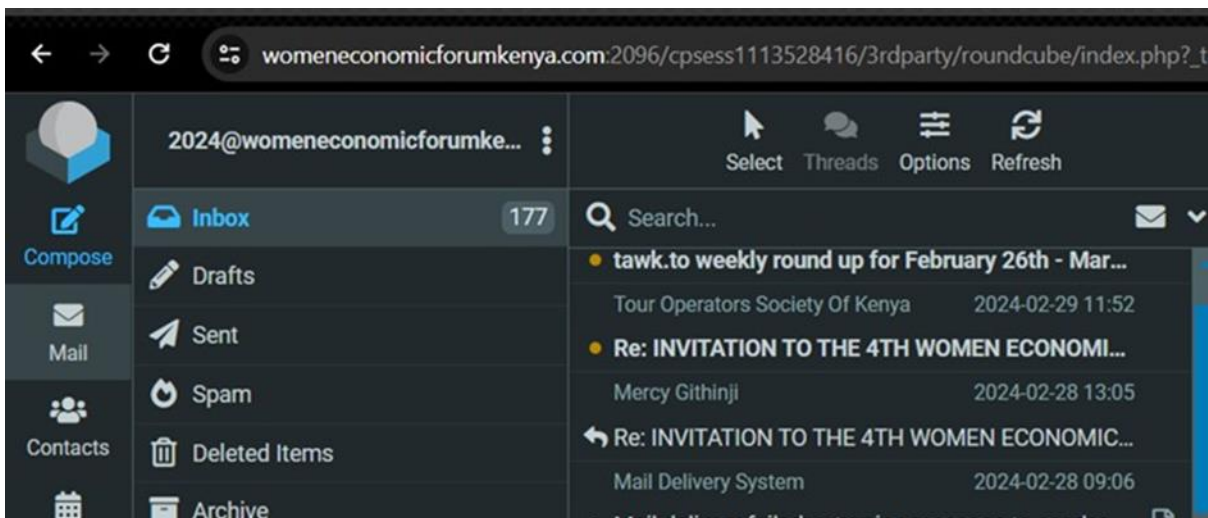 womeneconomicforumkenya.com:2096/cpsess1113528416/3rdparty/roundcube/index.php?_t
2024@womeneconomicforumke...
Select Threads Options Refresh
Compose
Mail
Contacts
Inbox 177
Drafts
Sent
Spam
Deleted Items
Archive
Search...
tawk.to weekly round up for February 26th - Mar...
Tour Operators Society Of Kenya 2024-02-29 11:52
Re: INVITATION TO THE 4TH WOMEN ECONOMI...
Mercy Githinji 2024-02-28 13:05
Re: INVITATION TO THE 4TH WOMEN ECONOMIC...
Mail Delivery System 2024-02-28 09:06